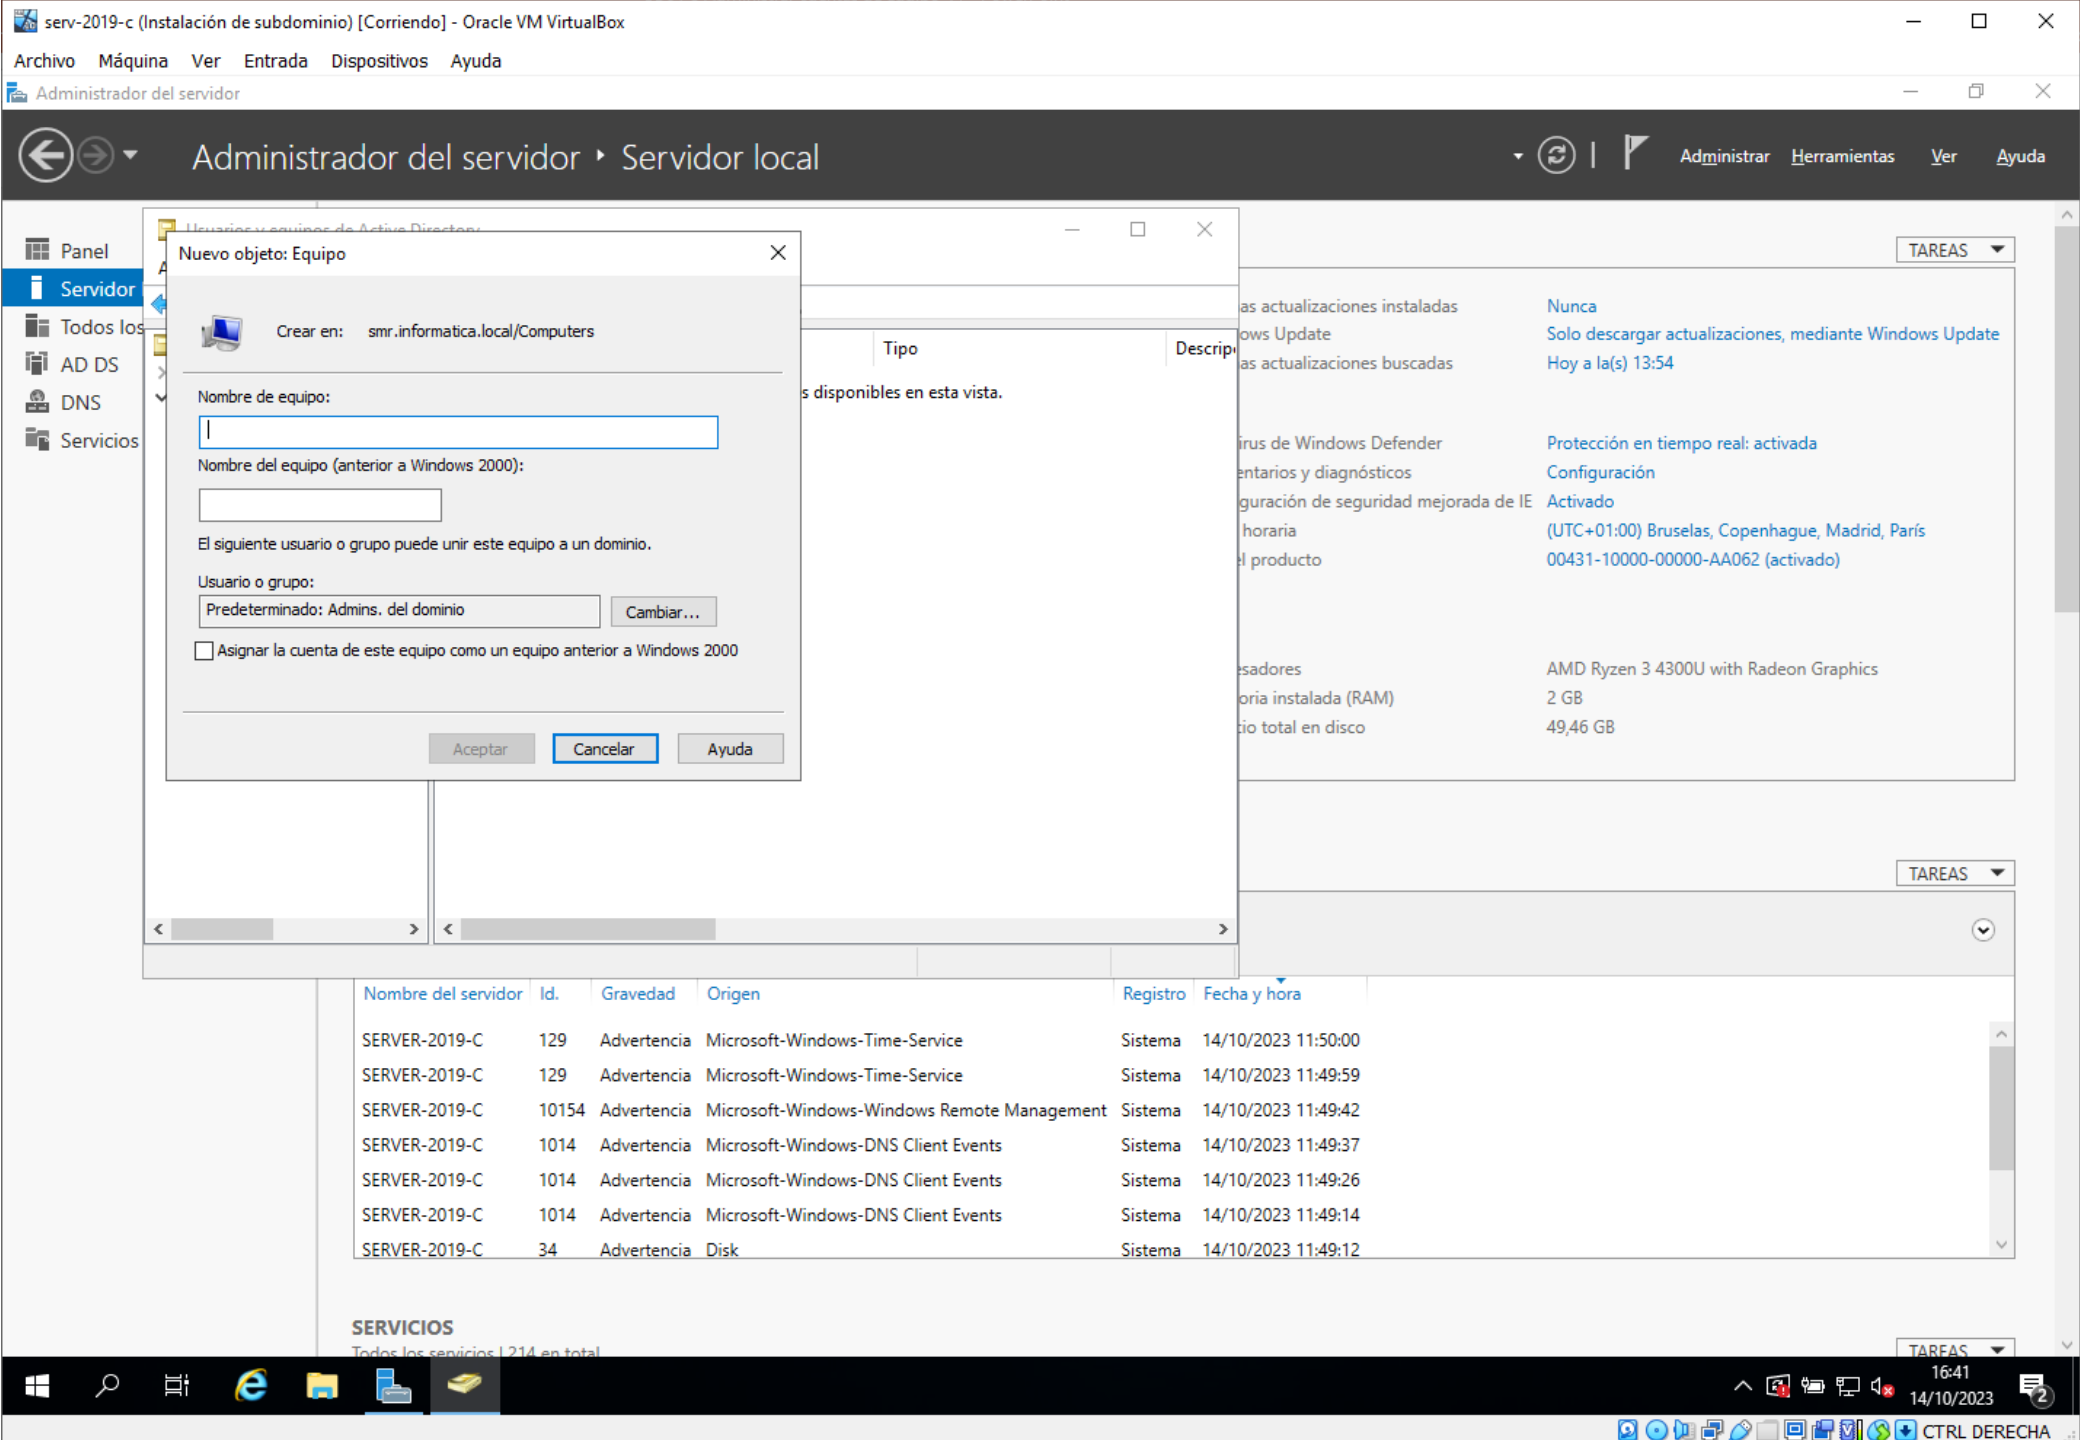 serv-2019-c (Instalación de subdominio) [Corriendo] - Oracle VM VirtualBox
Archivo Máquina Ver Entrada Dispositivos Ayuda
Administrador del servidor
Administrador del servidor ‣ Servidor local
Administrar Herramientas Ver Ayuda
Panel
Servidor
Todos los
AD DS
DNS
Servicios
Usuarios y equipos de Active Directory
Nuevo objeto: Equipo
Crear en: smr.informatica.local/Computers
Nombre de equipo:
Nombre del equipo (anterior a Windows 2000):
El siguiente usuario o grupo puede unir este equipo a un dominio.
Usuario o grupo:
Predeterminado: Admins. del dominio
Cambiar...
Asignar la cuenta de este equipo como un equipo anterior a Windows 2000
Aceptar Cancelar Ayuda
Tipo Descrip
s disponibles en esta vista.
TAREAS
as actualizaciones instaladas Nunca
ows Update Solo descargar actualizaciones, mediante Windows Update
as actualizaciones buscadas Hoy a la(s) 13:54
irus de Windows Defender Protección en tiempo real: activada
entarios y diagnósticos Configuración
guración de seguridad mejorada de IE Activado
horaria (UTC+01:00) Bruselas, Copenhague, Madrid, París
l producto 00431-10000-00000-AA062 (activado)
esadores AMD Ryzen 3 4300U with Radeon Graphics
oria instalada (RAM) 2 GB
io total en disco 49,46 GB
TAREAS
Nombre del servidor Id. Gravedad Origen Registro Fecha y hora
SERVER-2019-C 129 Advertencia Microsoft-Windows-Time-Service Sistema 14/10/2023 11:50:00
SERVER-2019-C 129 Advertencia Microsoft-Windows-Time-Service Sistema 14/10/2023 11:49:59
SERVER-2019-C 10154 Advertencia Microsoft-Windows-Windows Remote Management Sistema 14/10/2023 11:49:42
SERVER-2019-C 1014 Advertencia Microsoft-Windows-DNS Client Events Sistema 14/10/2023 11:49:37
SERVER-2019-C 1014 Advertencia Microsoft-Windows-DNS Client Events Sistema 14/10/2023 11:49:26
SERVER-2019-C 1014 Advertencia Microsoft-Windows-DNS Client Events Sistema 14/10/2023 11:49:14
SERVER-2019-C 34 Advertencia Disk Sistema 14/10/2023 11:49:12
SERVICIOS
Todos los servicios | 214 en total
TAREAS
16:41
14/10/2023
2
CTRL DERECHA